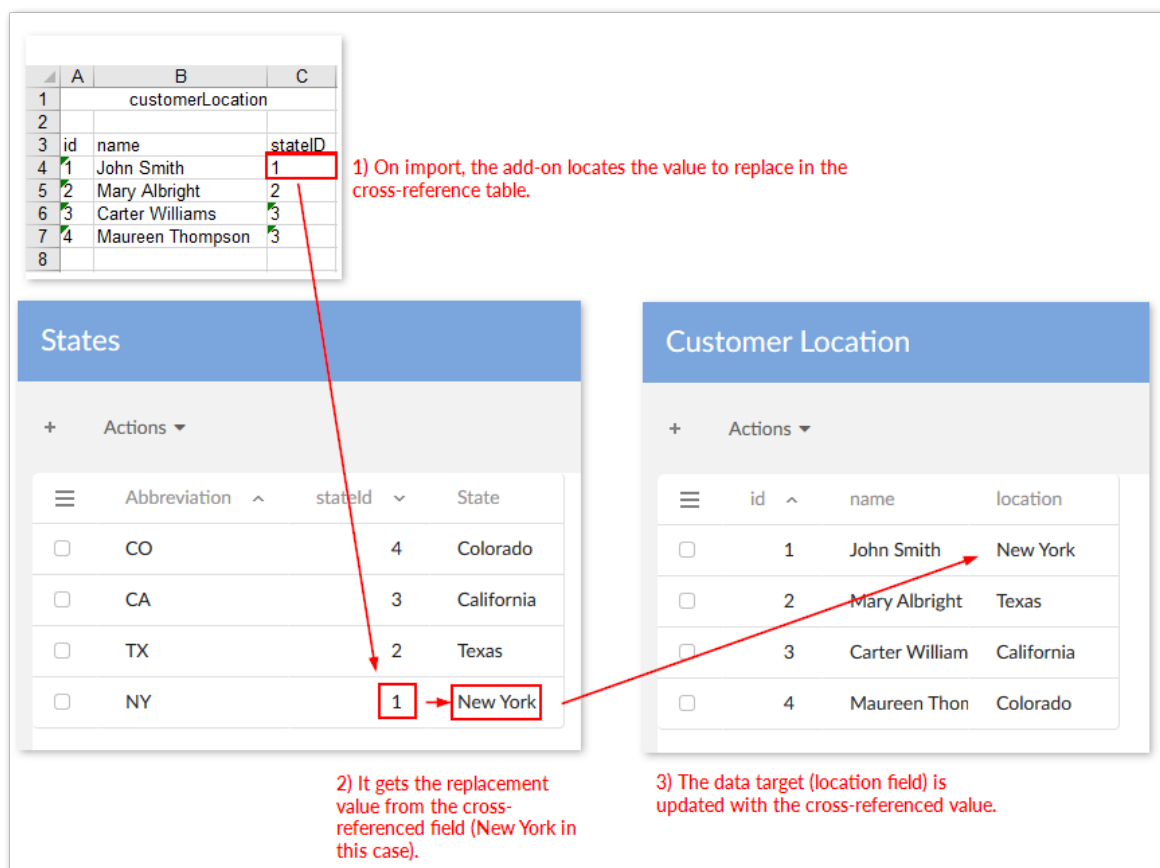 A B C
1 customerLocation
2
3 id name stateID
4 1 John Smith 1
5 2 Mary Albright 2
6 3 Carter Williams 3
7 4 Maureen Thompson 3
8
1) On import, the add-on locates the value to replace in the
cross-reference table.
States
+ Actions
Abbreviation stateId State
CO 4 Colorado
CA 3 California
TX 2 Texas
NY 1 New York
Customer Location
+ Actions
id name location
1 John Smith New York
2 Mary Albright Texas
3 Carter William California
4 Maureen Thon Colorado
2) It gets the replacement
value from the cross-
referenced field (New York in
this case).
3) The data target (location field) is
updated with the cross-referenced value.